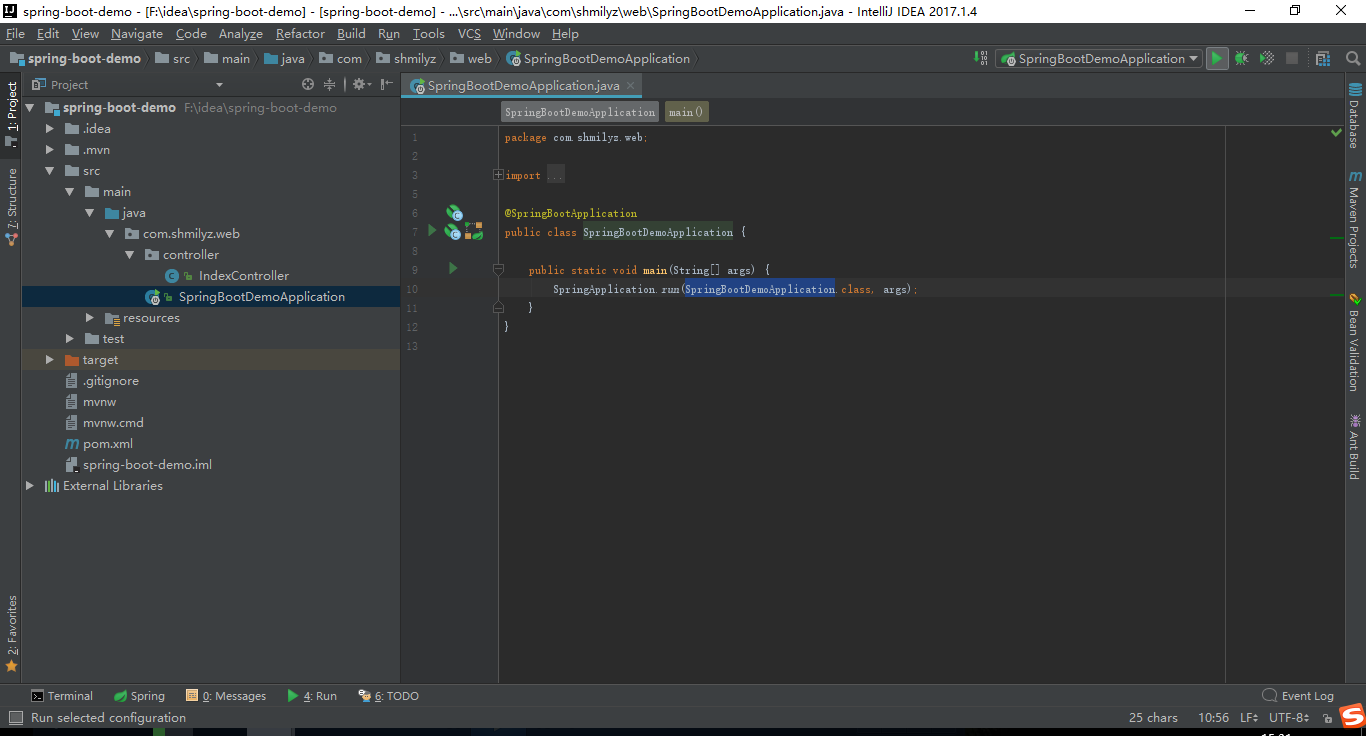 spring-boot-demo - [F:\idea\spring-boot-demo] - [spring-boot-demo] - ...\src\main\java\com\shmilyz\web\SpringBootDemoApplication.java - IntelliJ IDEA 2017.1.4
File Edit View Navigate Code Analyze Refactor Build Run Tools VCS Window Help
spring-boot-demo src main java com shmilyz web SpringBootDemoApplication SpringBootDemoApplication
1: Project
7: Structure
2: Favorites
Project
spring-boot-demo F:\idea\spring-boot-demo
.idea
.mvn
src
main
java
com.shmilyz.web
controller
IndexController
SpringBootDemoApplication
resources
test
target
.gitignore
mvnw
mvnw.cmd
pom.xml
spring-boot-demo.iml
External Libraries
SpringBootDemoApplication.java
SpringBootDemoApplication main()
1 package com.shmilyz.web;
2
3 import ...
5
6 @SpringBootApplication
7 public class SpringBootDemoApplication {
8
9 public static void main(String[] args) {
10 SpringApplication.run(SpringBootDemoApplication.class, args);
11 }
12 }
13
Database
Maven Projects
Bean Validation
Ant Build
Terminal Spring 0: Messages 4: Run 6: TODO Event Log
Run selected configuration 25 chars 10:56 LF UTF-8